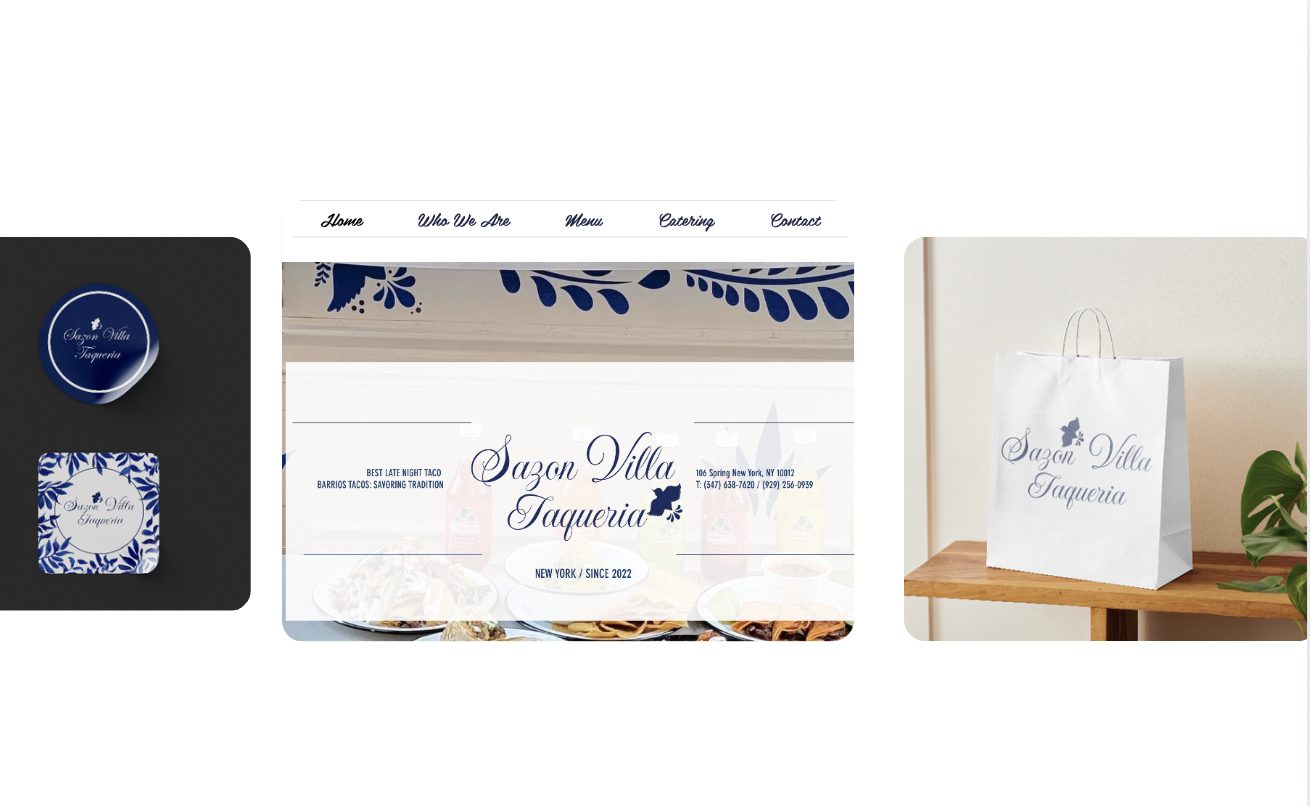 Sazon Villa
Taqueria
Sazon Villa
Taqueria
Home
Who We Are
Menu
Catering
Contact
BEST LATE NIGHT TACO
BARRIOS TACOS: SAVORING TRADITION
Sazon Villa
Taqueria
106 Spring New York, NY 10012
T: (347) 638-7620 / (929) 256-0939
NEW YORK / SINCE 2022
Sazon Villa
Taqueria